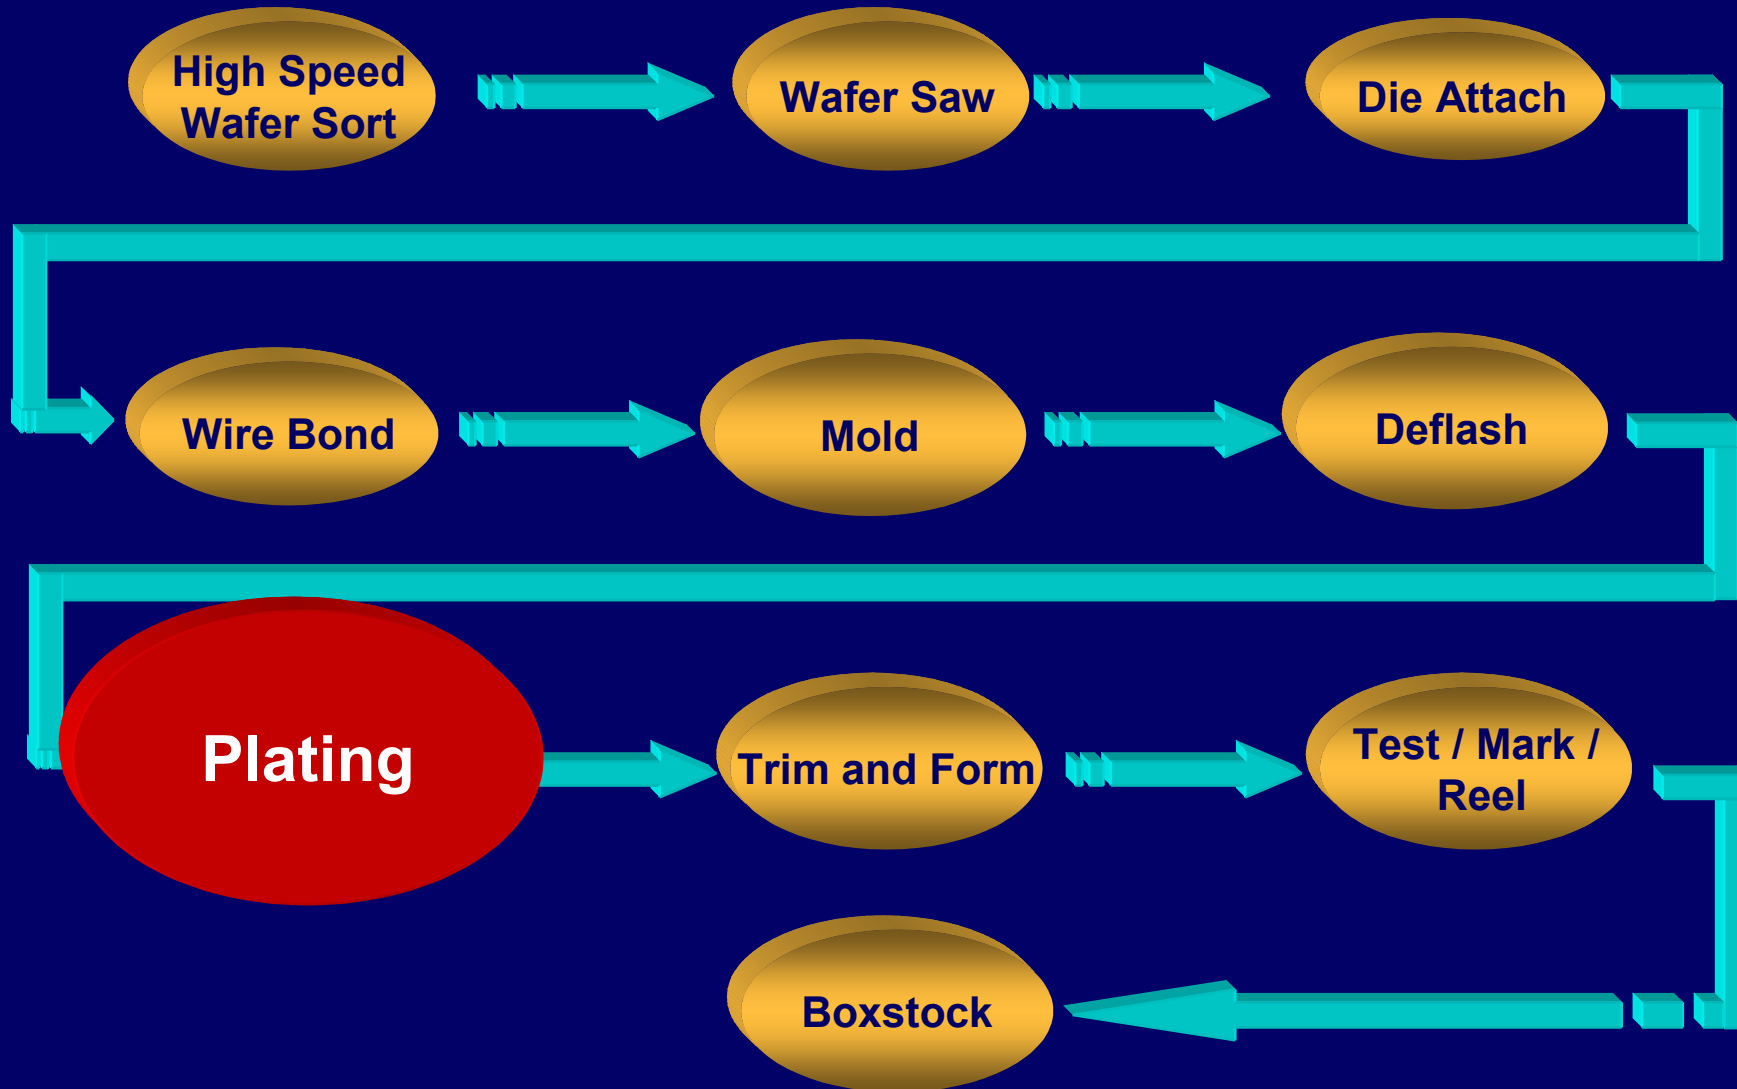 High Speed
Wafer Sort
Wafer Saw
Die Attach
Wire Bond
Mold
Deflash
Plating
Trim and Form
Test / Mark /
Reel
Boxstock